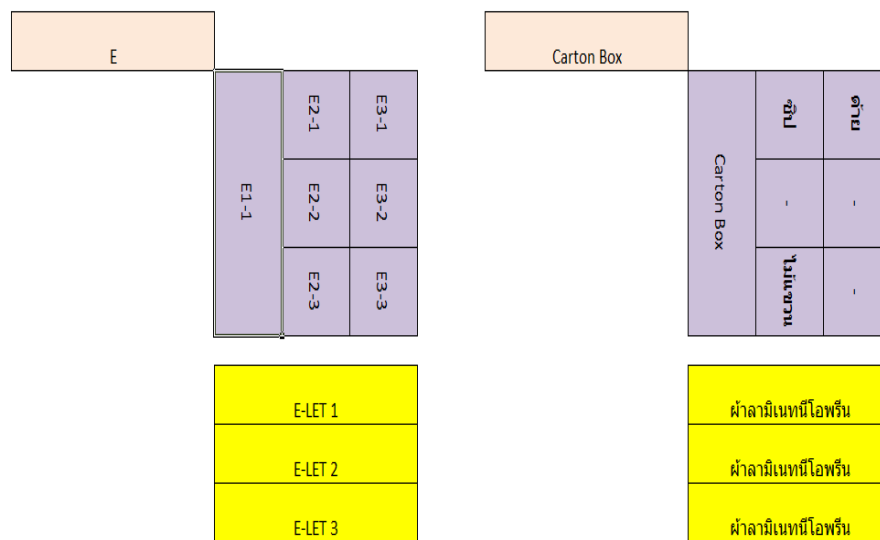 E
Carton Box
E1-1
E2-1
E3-1
E2-2
E3-2
E2-3
E3-3
Carton Box
ซิป
ด้าย
-
-
ไม้แขวน
-
E-LET 1
ผ้าลามิเนทนีโอพรีน
E-LET 2
ผ้าลามิเนทนีโอพรีน
E-LET 3
ผ้าลามิเนทนีโอพรีน